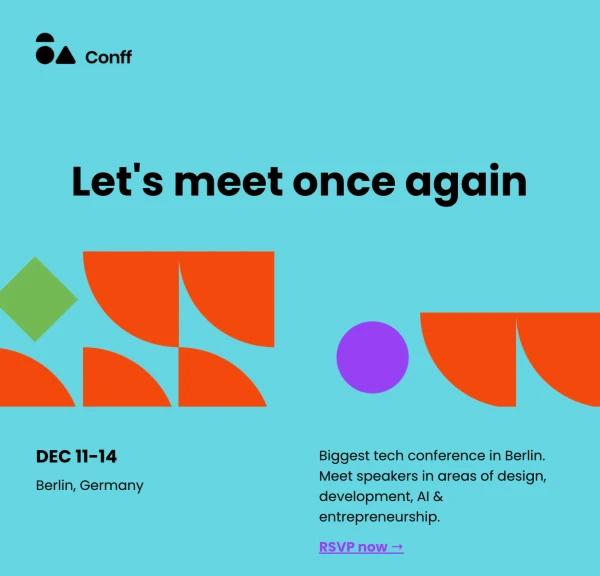 Conff
Let's meet once again
DEC 11-14
Berlin, Germany
Biggest tech conference in Berlin.
Meet speakers in areas of design,
development, AI &
entrepreneurship.
RSVP now →